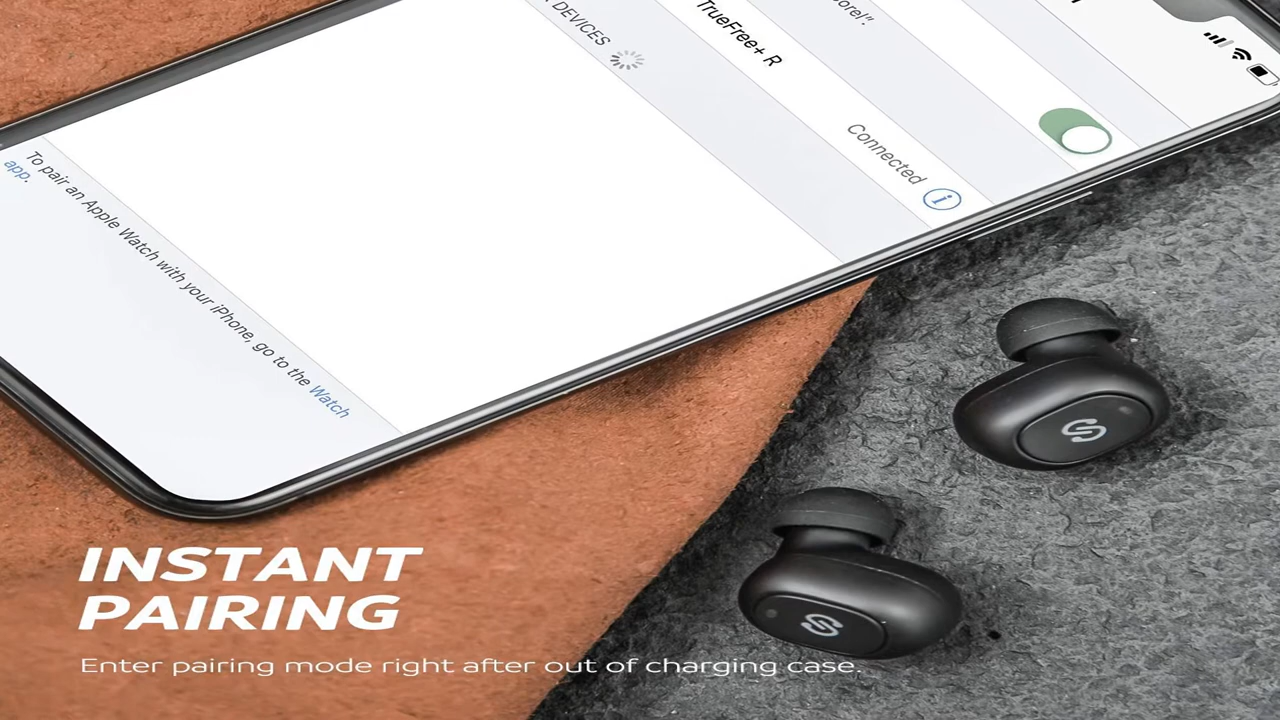 DEVICES
TrueFree+ R
Connected
To pair an Apple Watch with your iPhone, go to the Watch
app.
INSTANT
PAIRING
Enter pairing mode right after out of charging case.